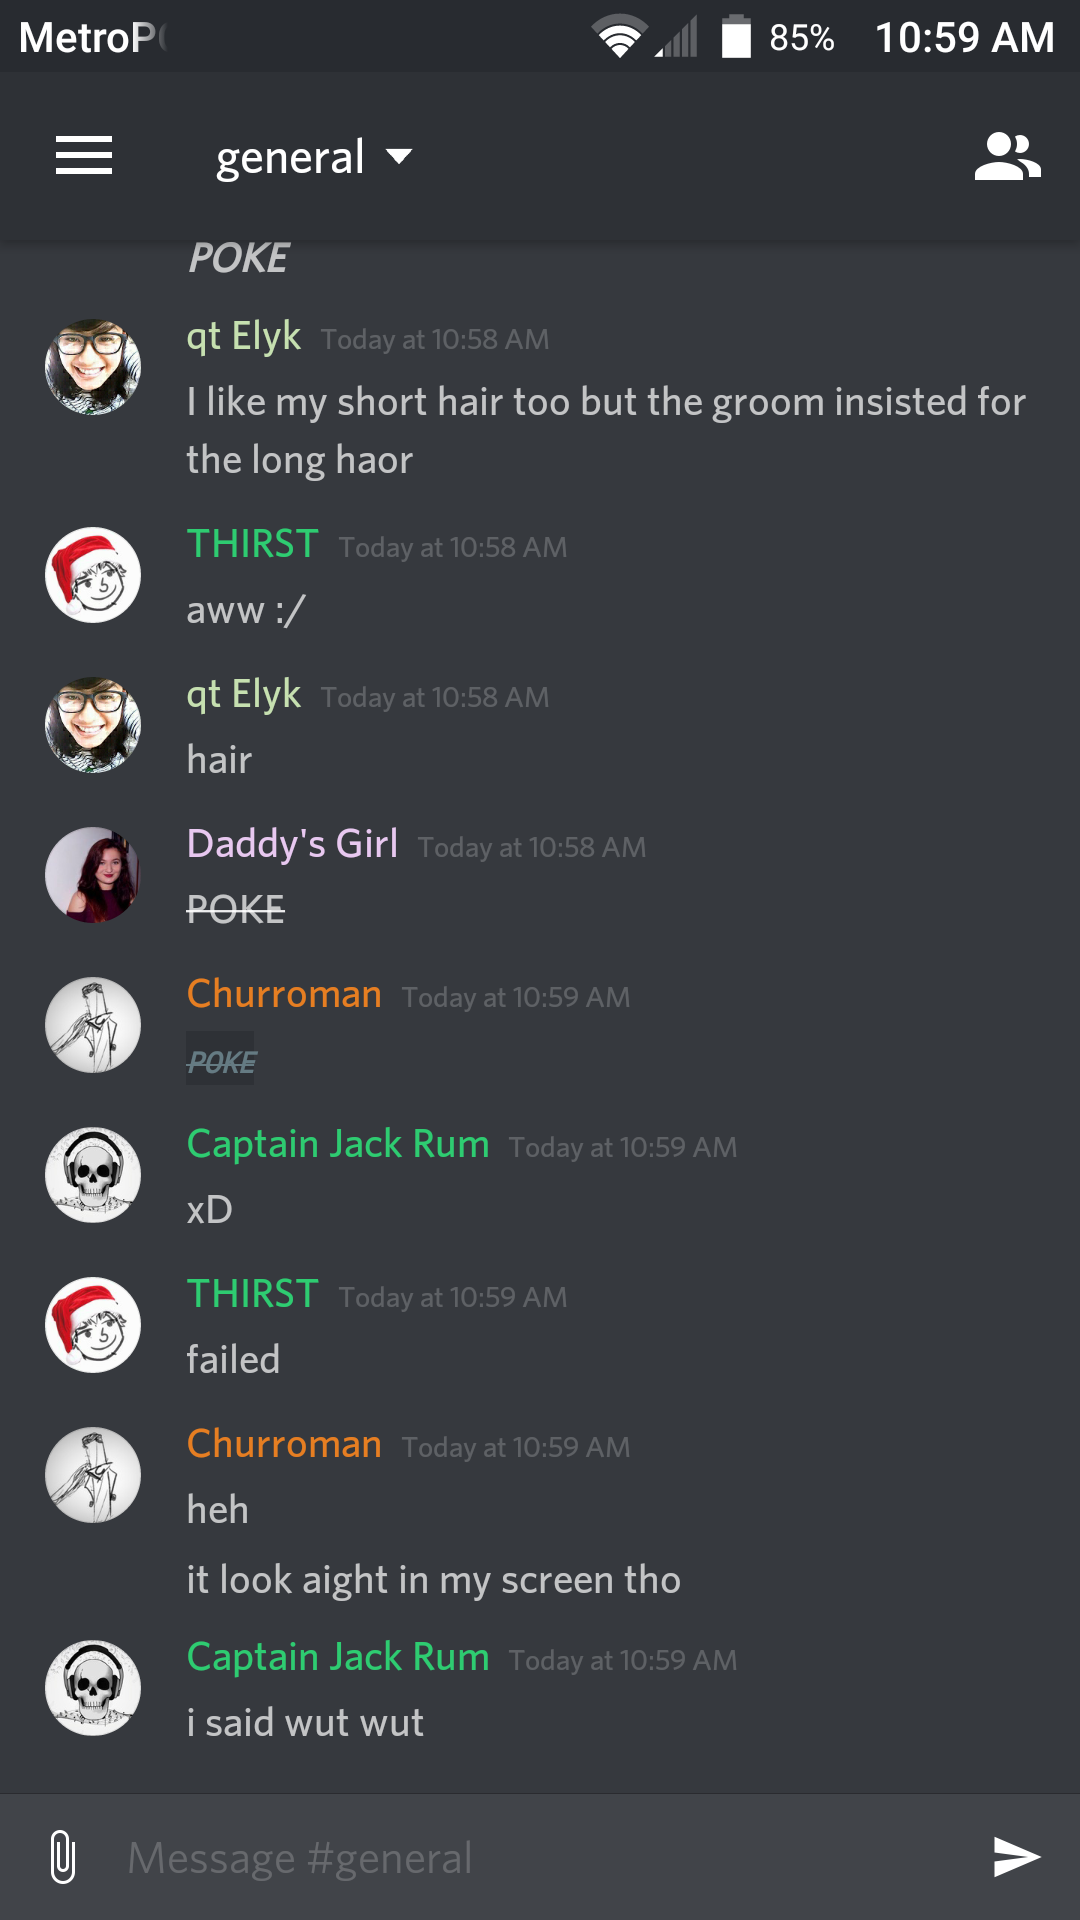 MetroP
85%
10:59 AM
general
POKE
qt Elyk Today at 10:58 AM
I like my short hair too but the groom insisted for
the long haor
THIRST Today at 10:58 AM
aww :/
qt Elyk Today at 10:58 AM
hair
Daddy's Girl Today at 10:58 AM
POKE
Churroman Today at 10:59 AM
POKE
Captain Jack Rum Today at 10:59 AM
xD
THIRST Today at 10:59 AM
failed
Churroman Today at 10:59 AM
heh
it look aight in my screen tho
Captain Jack Rum Today at 10:59 AM
i said wut wut
Message #general